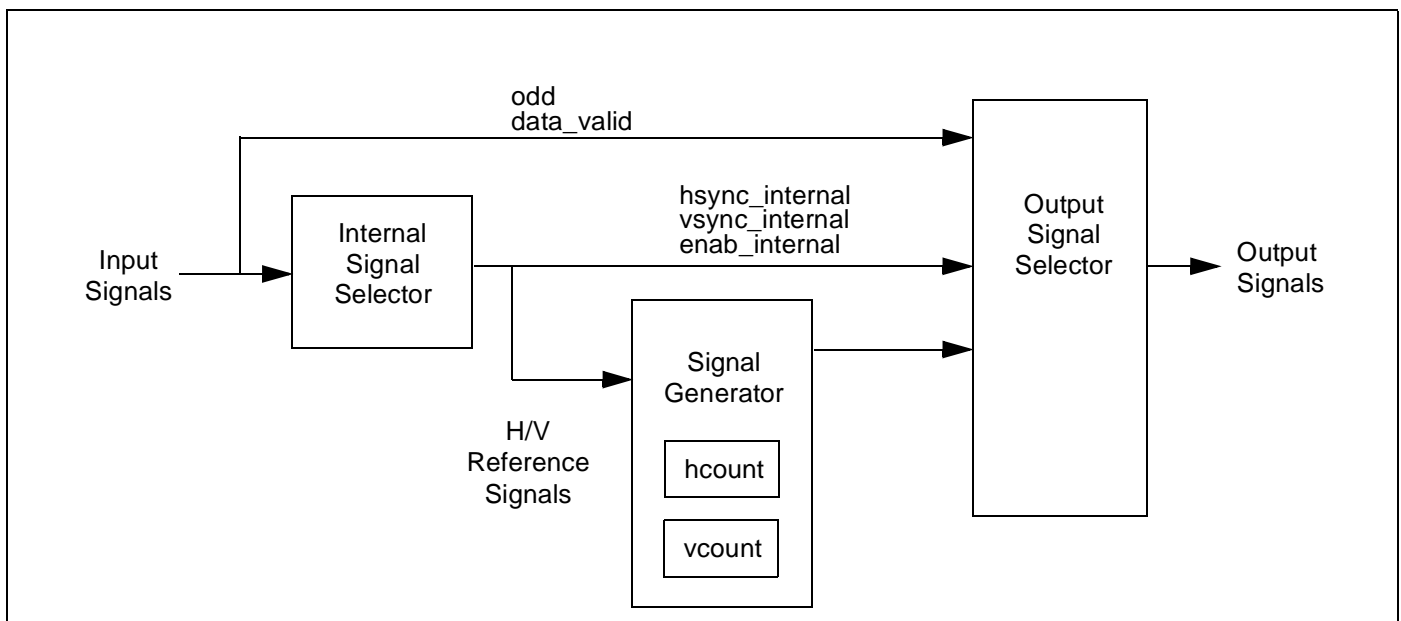 odd
data_valid
hsync_internal
vsync_internal
enab_internal
Input
Signals
Internal
Signal
Selector
Output
Signal
Selector
Output
Signals
Signal
Generator
H/V
Reference
Signals
hcount
vcount